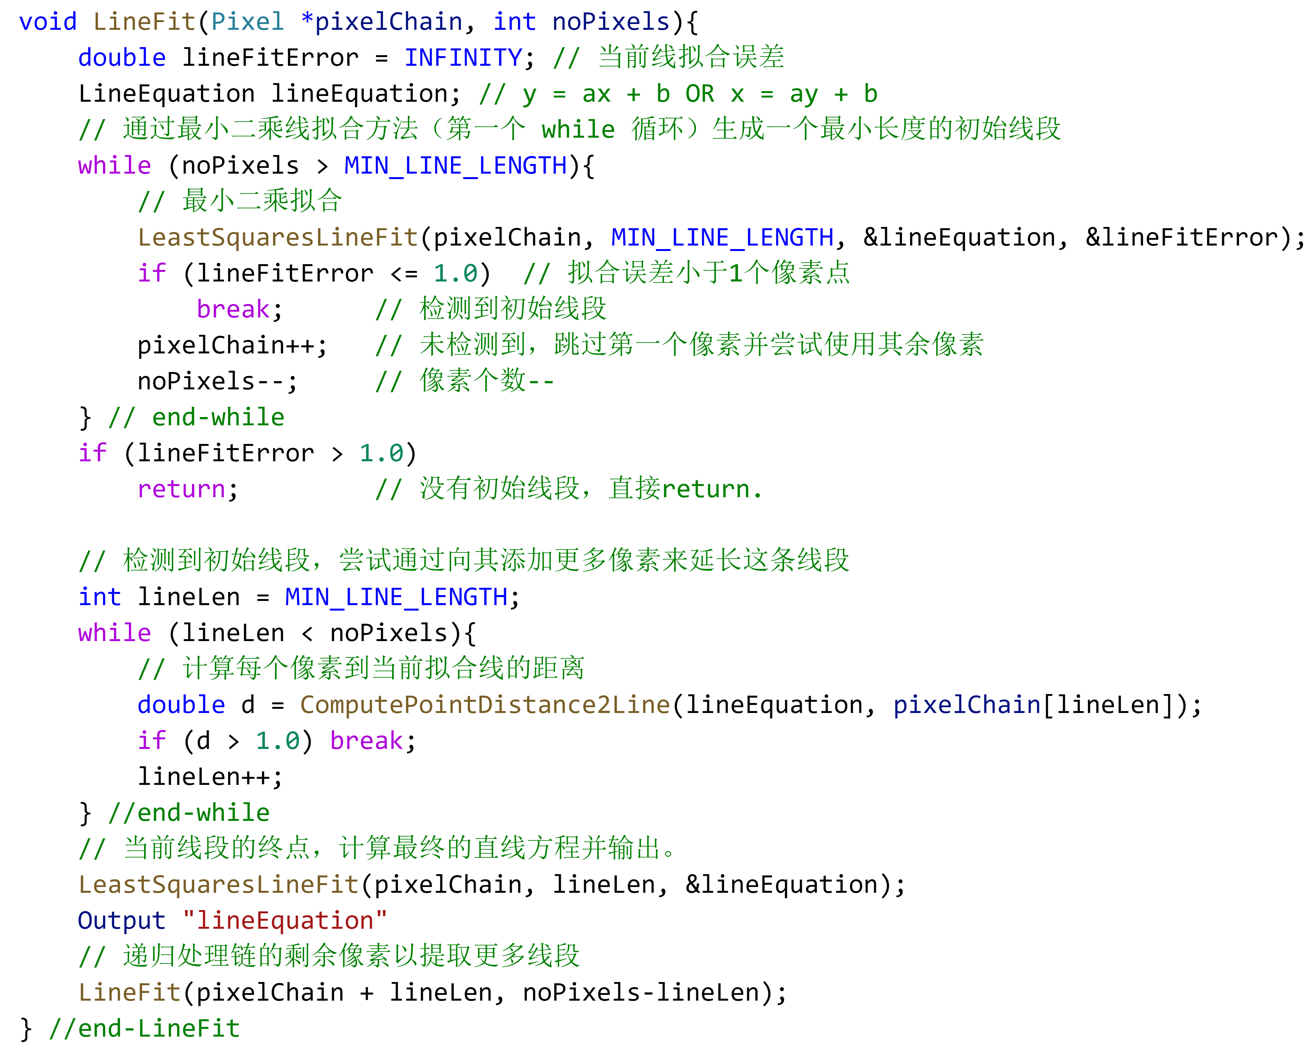 void LineFit(Pixel *pixelChain, int noPixels){
    double lineFitError = INFINITY; // 当前线拟合误差
    LineEquation lineEquation; // y = ax + b OR x = ay + b
    // 通过最小二乘线拟合方法（第一个 while 循环）生成一个最小长度的初始线段
    while (noPixels > MIN_LINE_LENGTH){
        // 最小二乘拟合
        LeastSquaresLineFit(pixelChain, MIN_LINE_LENGTH, &lineEquation, &lineFitError);
        if (lineFitError <= 1.0)  // 拟合误差小于1个像素点
            break;      // 检测到初始线段
        pixelChain++;   // 未检测到，跳过第一个像素并尝试使用其余像素
        noPixels--;     // 像素个数--
    } // end-while
    if (lineFitError > 1.0)
        return;         // 没有初始线段，直接return.
    // 检测到初始线段，尝试通过向其添加更多像素来延长这条线段
    int lineLen = MIN_LINE_LENGTH;
    while (lineLen < noPixels){
        // 计算每个像素到当前拟合线的距离
        double d = ComputePointDistance2Line(lineEquation, pixelChain[lineLen]);
        if (d > 1.0) break;
        lineLen++;
    } //end-while
    // 当前线段的终点，计算最终的直线方程并输出。
    LeastSquaresLineFit(pixelChain, lineLen, &lineEquation);
    Output "lineEquation"
    // 递归处理链的剩余像素以提取更多线段
    LineFit(pixelChain + lineLen, noPixels-lineLen);
} //end-LineFit